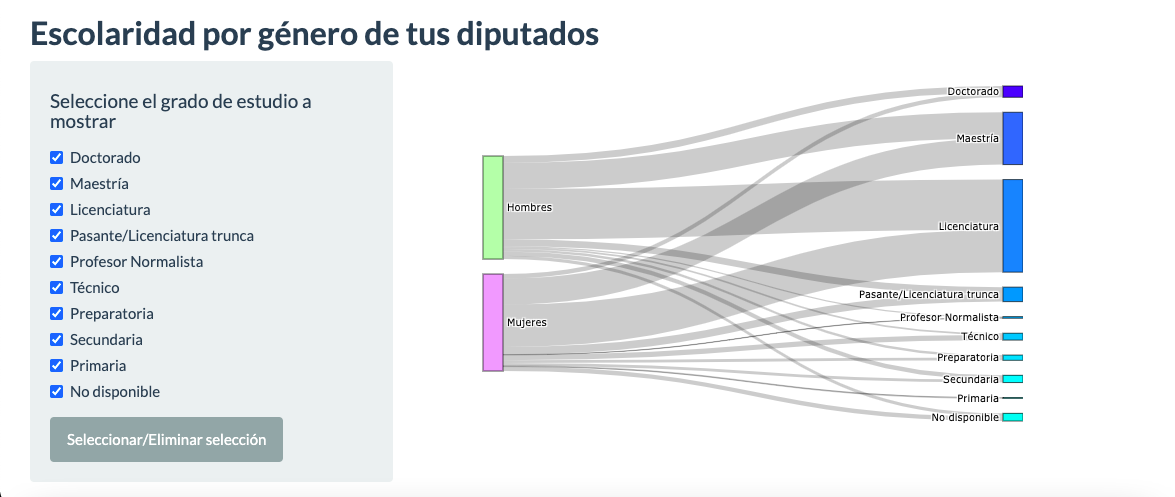 Escolaridad por género de tus diputados
Seleccione el grado de estudio a
mostrar
Doctorado
Maestría
Licenciatura
Pasante/Licenciatura trunca
Profesor Normalista
Técnico
Preparatoria
Secundaria
Primaria
No disponible
Seleccionar/Eliminar selección
Hombres
Mujeres
Doctorado
Maestría
Licenciatura
Pasante/Licenciatura trunca
Profesor Normalista
Técnico
Preparatoria
Secundaria
Primaria
No disponible